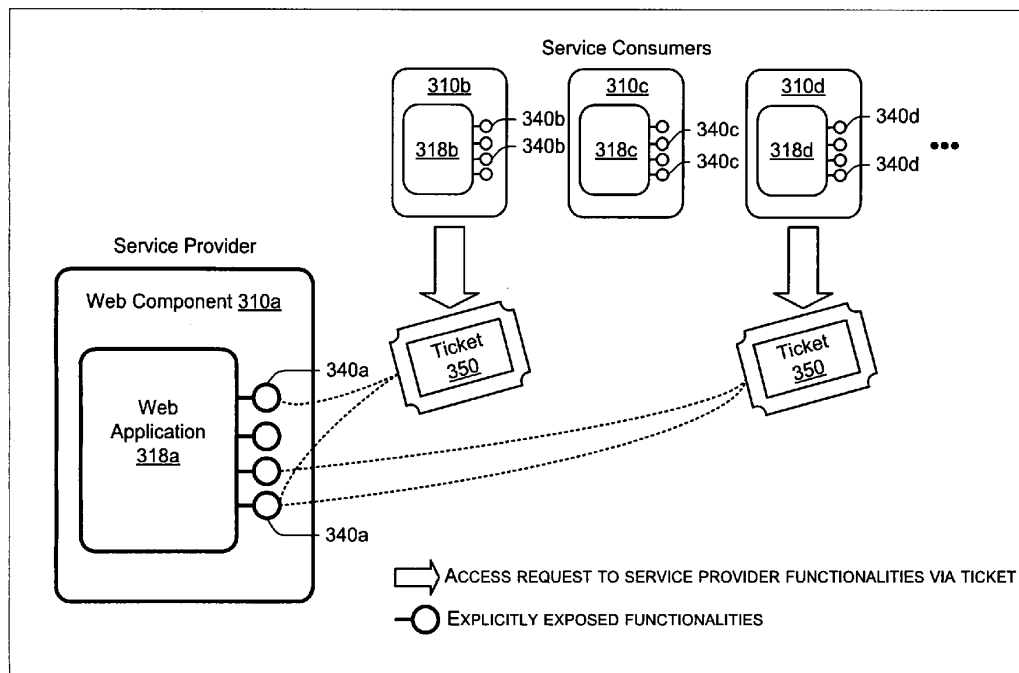 Service Consumers
310b
310c
310d
340b
340b
340c
340c
340d
340d
318b
318c
318d
Service Provider
Web Component 310a
Web
Application
318a
340a
340a
Ticket
350
Ticket
350
ACCESS REQUEST TO SERVICE PROVIDER FUNCTIONALITIES VIA TICKET
EXPLICITLY EXPOSED FUNCTIONALITIES